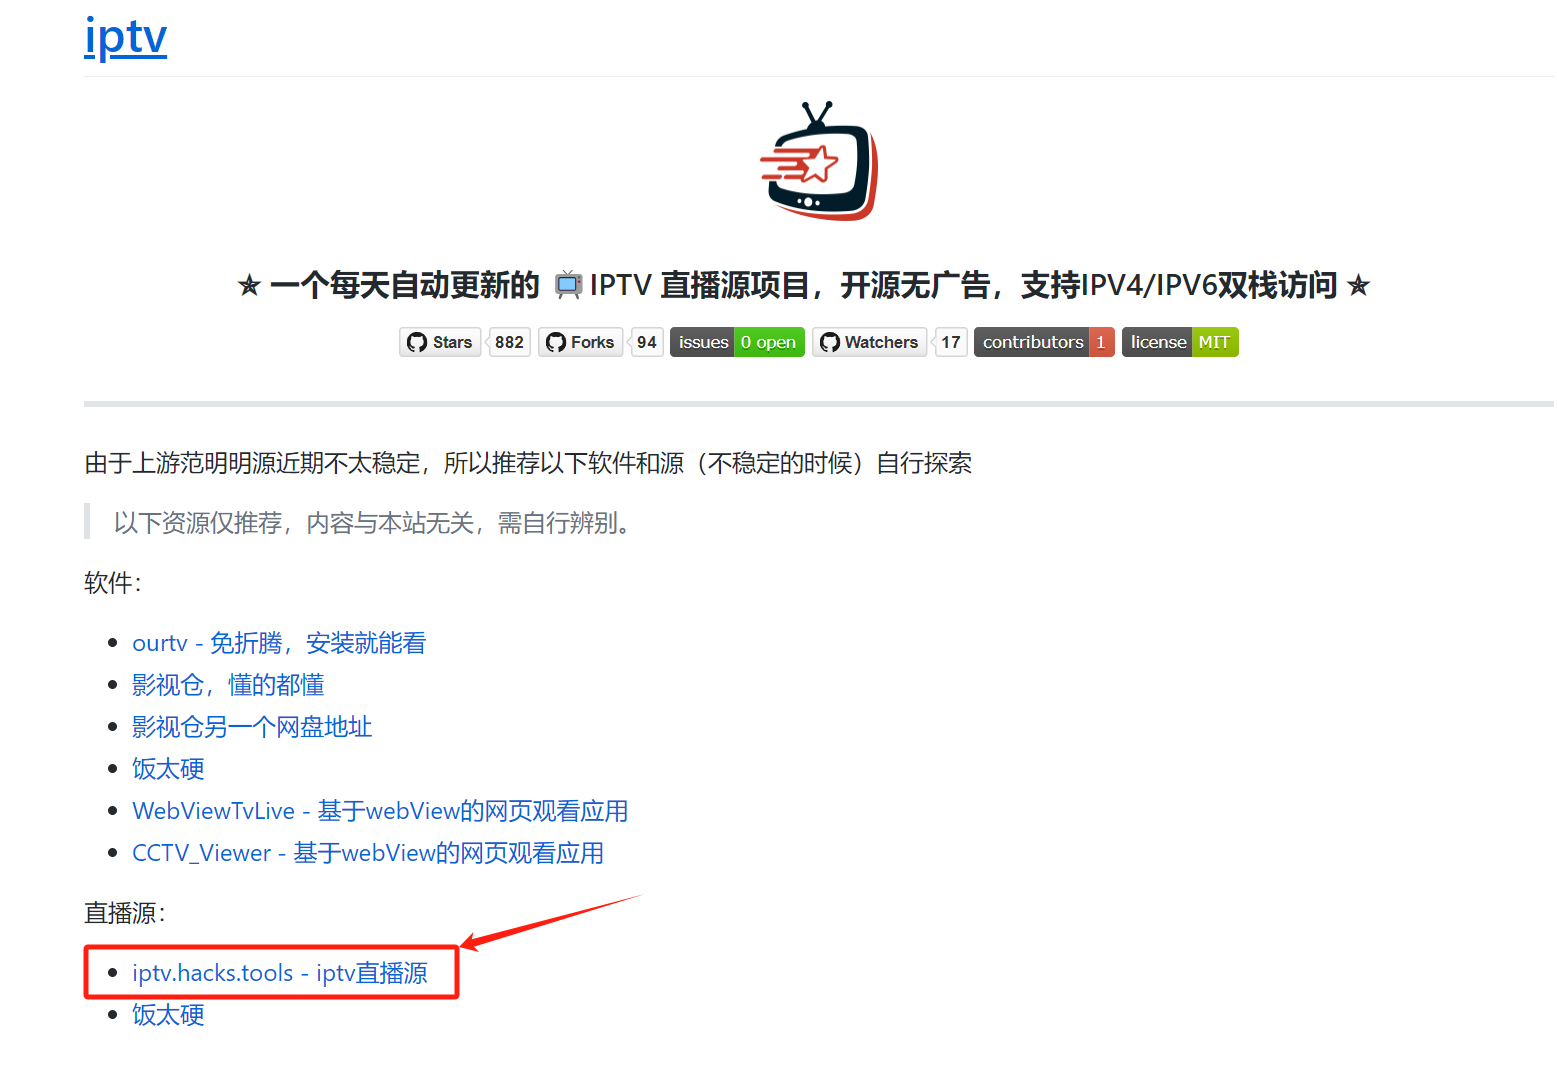 iptv
✯ 一个每天自动更新的 📺IPTV 直播源项目，开源无广告，支持IPV4/IPV6双栈访问 ✯
Stars 882 Forks 94 issues 0 open Watchers 17 contributors 1 license MIT
由于上游范明明源近期不太稳定，所以推荐以下软件和源（不稳定的时候）自行探索
以下资源仅推荐，内容与本站无关，需自行辨别。
软件：
ourtv - 免折腾，安装就能看
影视仓，懂的都懂
影视仓另一个网盘地址
饭太硬
WebViewTvLive - 基于webView的网页观看应用
CCTV_Viewer - 基于webView的网页观看应用
直播源：
iptv.hacks.tools - iptv直播源
饭太硬